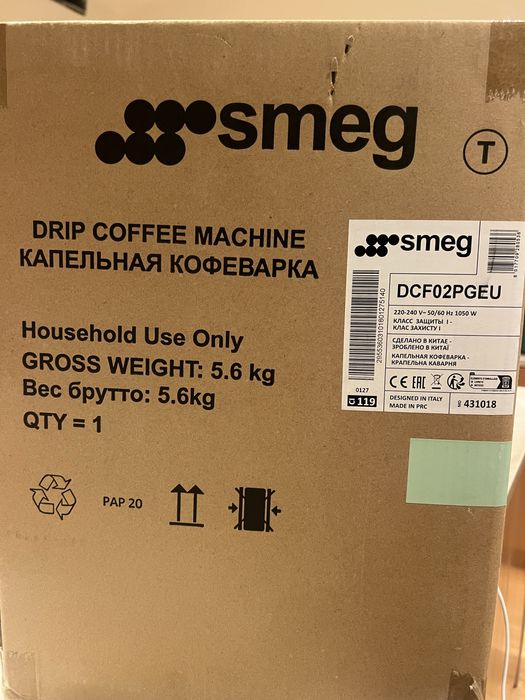 smeg
T
DRIP COFFEE MACHINE
КАПЕЛЬНАЯ КОФЕВАРКА
Household Use Only
GROSS WEIGHT: 5.6 kg
Вес брутто: 5.6kg
QTY = 1
PAP 20
smeg
DCF02PGEU
220-240 V~ 50/60 Hz 1050 W
КЛАСС ЗАЩИТЫ I -
КЛАС ЗАХИСТУ I
СДЕЛАНО В КИТАЕ -
ЗРОБЛЕНО В КИТАЇ
КАПЕЛЬНАЯ КОФЕВАРКА -
КРАПЕЛЬНА КАВАРНЯ
CE EAC
0127
119
DESIGNED IN ITALY
MADE IN PRC
431018